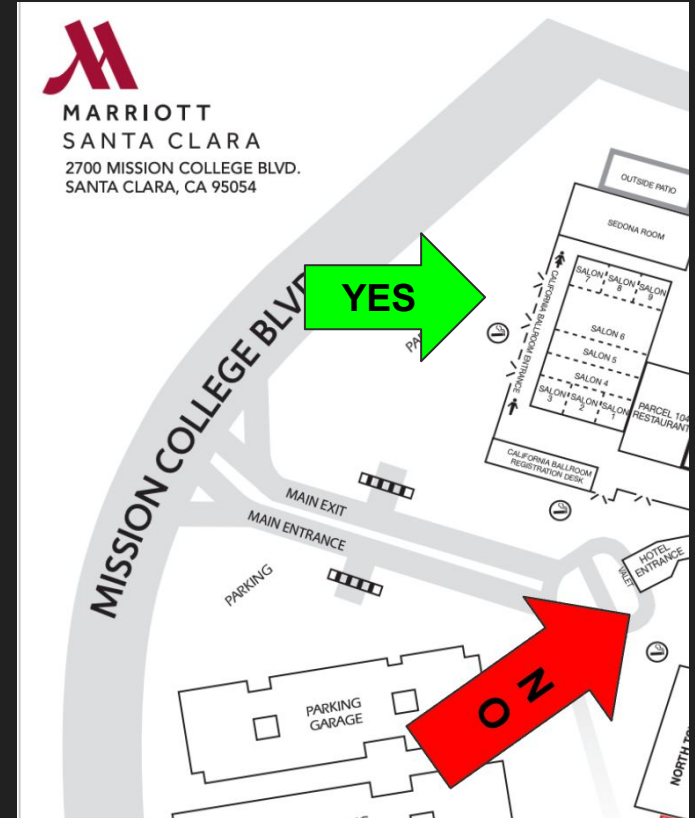 MARRIOTT
SANTA CLARA
2700 MISSION COLLEGE BLVD.
SANTA CLARA, CA 95054
OUTSIDE PATIO
SEDONA ROOM
SALON 7
SALON 8
SALON 9
YES
CALIFORNIA BALLROOM ENTRANCE
SALON 6
SALON 5
SALON 4
SALON 3
SALON 2
SALON 1
PARCEL 104
RESTAURANT
MISSION COLLEGE BLVD
CALIFORNIA BALLROOM
REGISTRATION DESK
MAIN EXIT
MAIN ENTRANCE
HOTEL
ENTRANCE
VALET
PARKING
NO
PARKING
GARAGE
NORTH